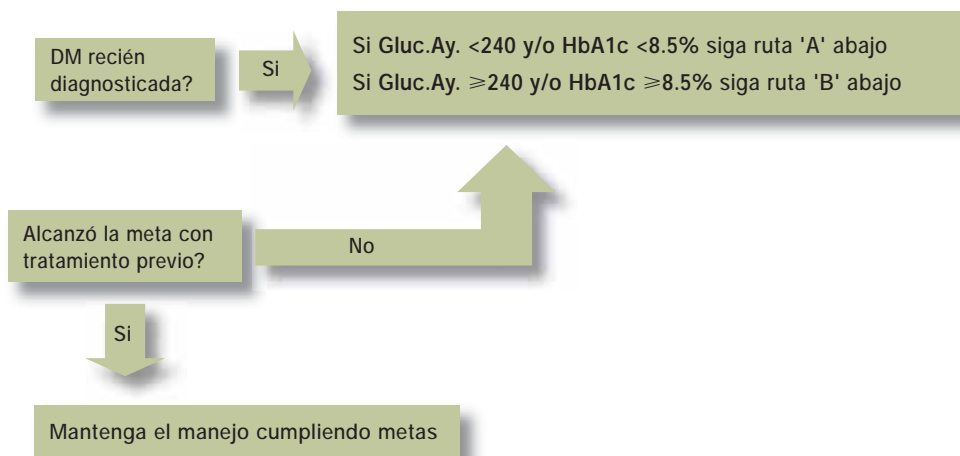 DM recién
diagnosticada?
Si
Si Gluc.Ay. <240 y/o HbA1c <8.5% siga ruta 'A' abajo
Si Gluc.Ay. ≥240 y/o HbA1c ≥8.5% siga ruta 'B' abajo
Alcanzó la meta con
tratamiento previo?
No
Si
Mantenga el manejo cumpliendo metas